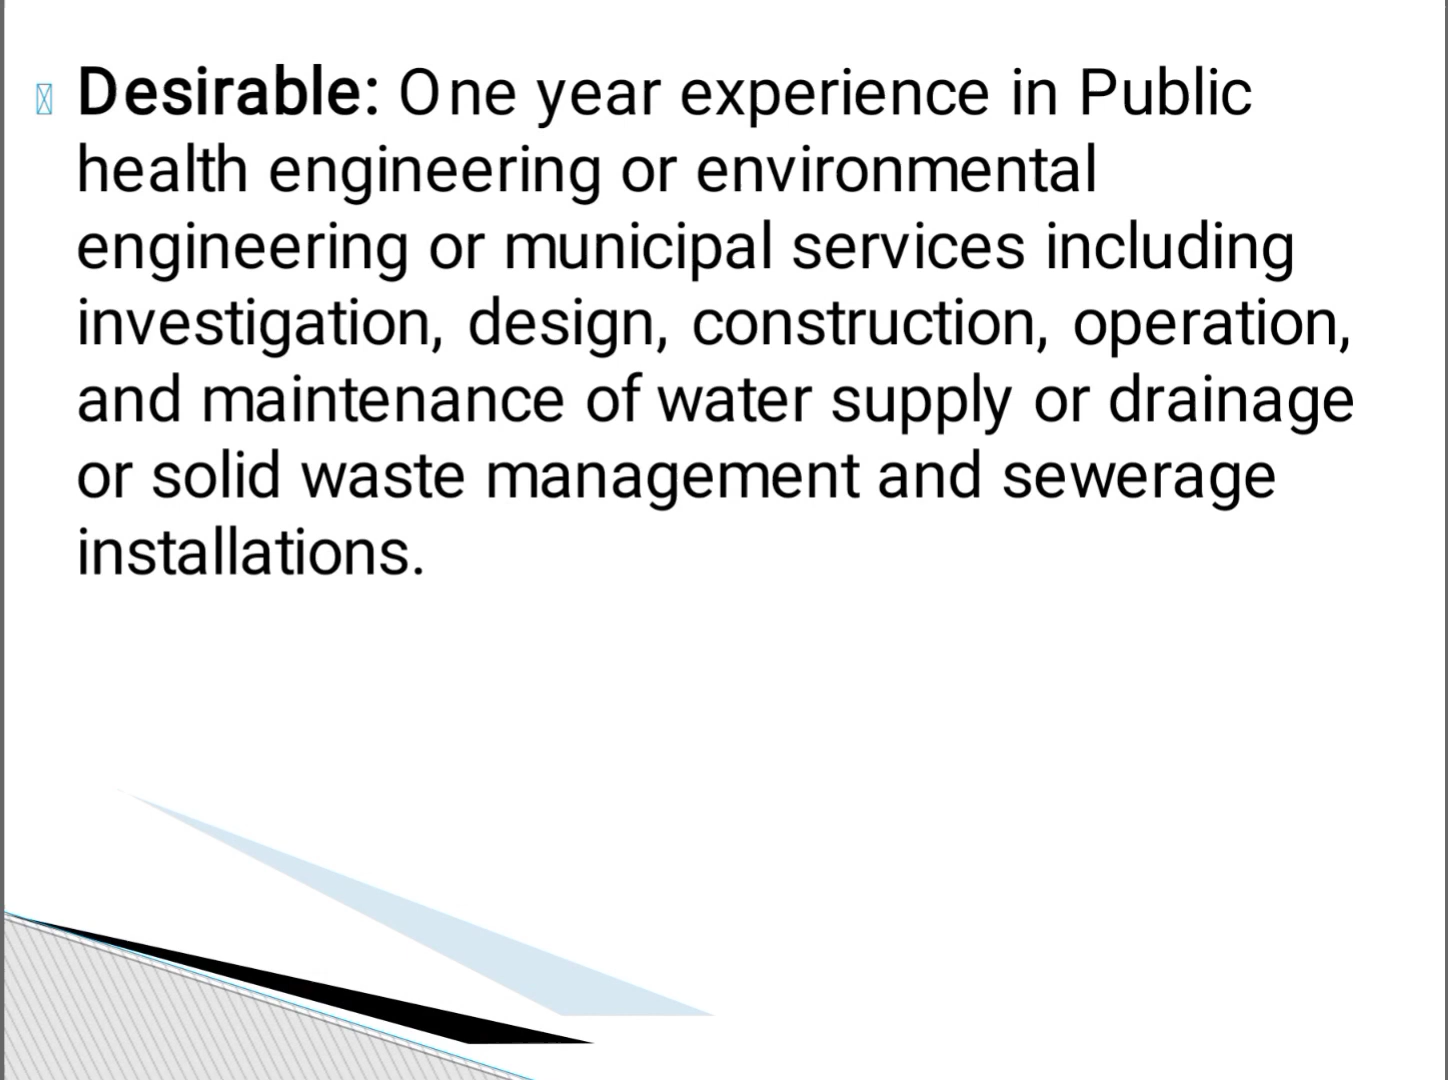 Desirable: One year experience in Public
health engineering or environmental
engineering or municipal services including
investigation, design, construction, operation,
and maintenance of water supply or drainage
or solid waste management and sewerage
installations.